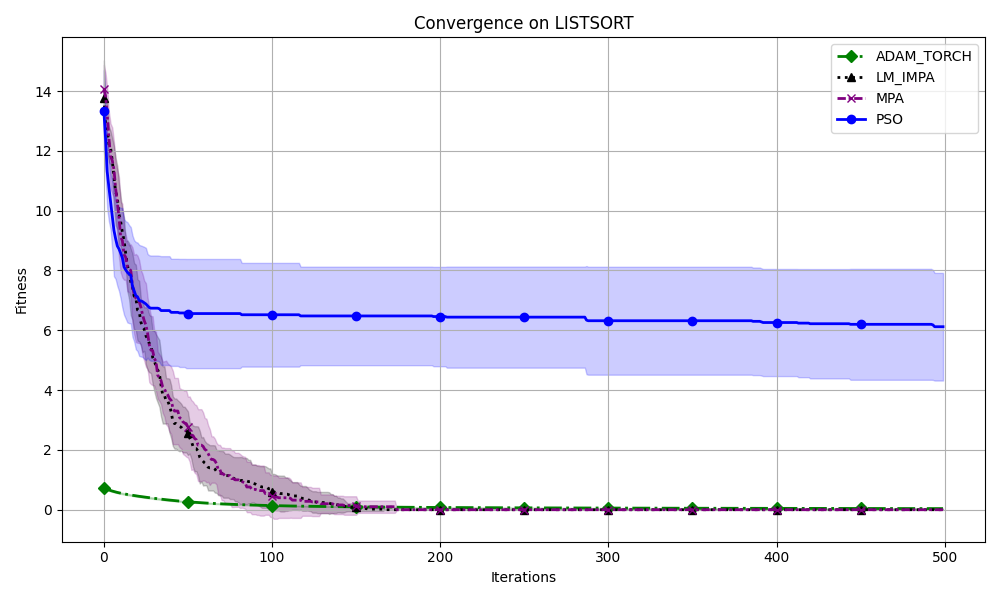 Convergence on LISTSORT
ADAM_TORCH
LM_IMPA
MPA
PSO
Fitness
14
12
10
8
6
4
2
0
0 100 200 300 400 500
Iterations